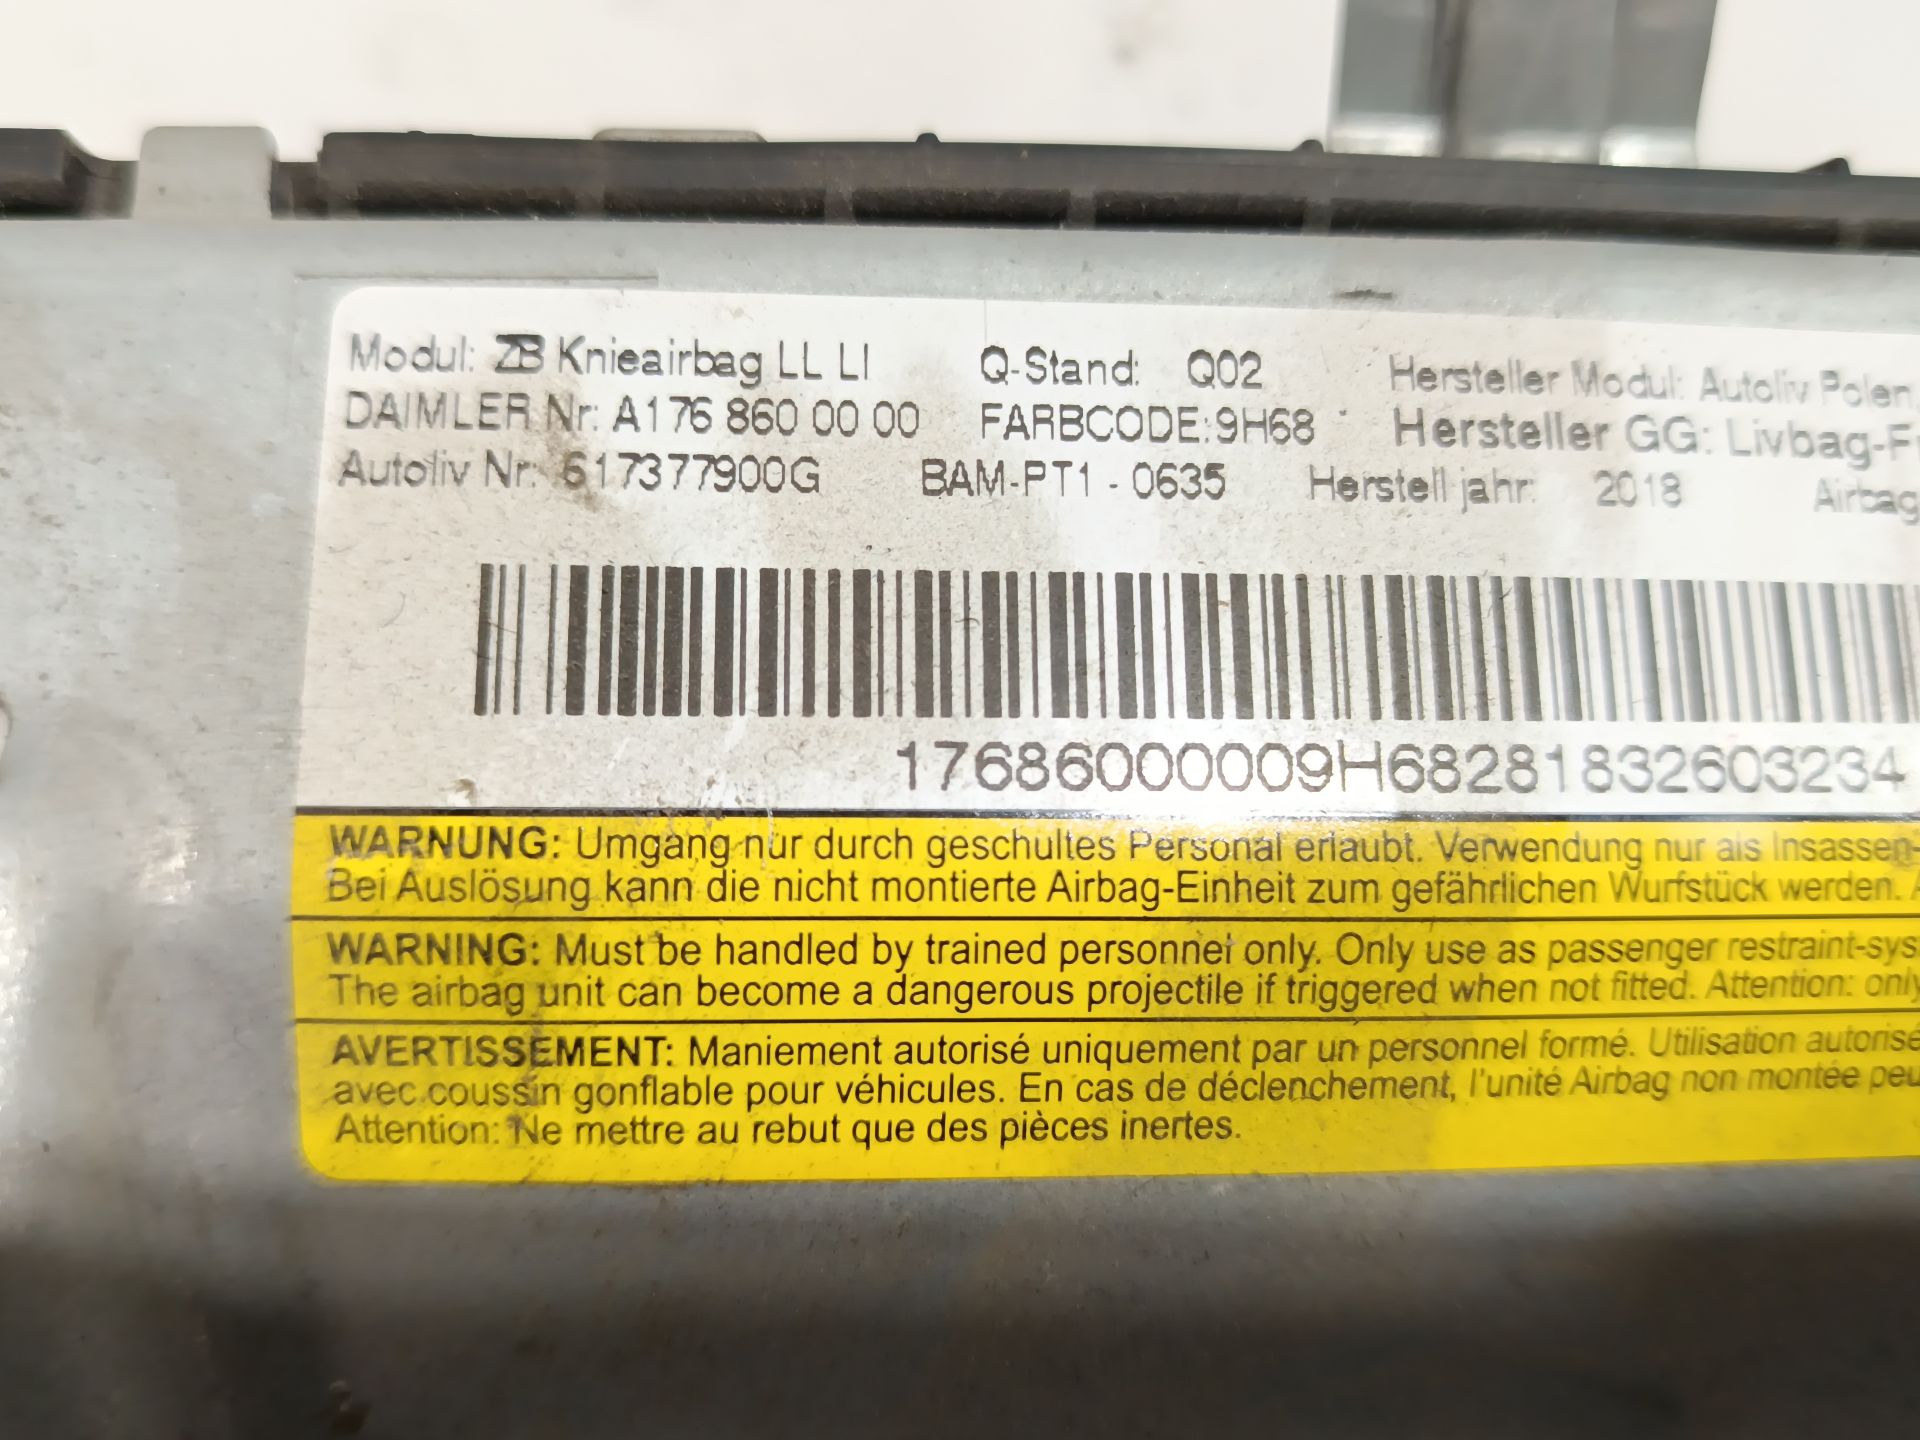 Modul: ZB Knieairbag LL LI Q-Stand: Q02 Hersteller Modul: Autoliv Polen,
DAIMLER Nr: A176 860 00 00 FARBCODE: 9H68 Hersteller GG: Livbag-Fr
Autoliv Nr: 617377900G BAM-PT1 - 0635 Herstelljahr: 2018 Airbag
17686000009H68281832603234
WARNUNG: Umgang nur durch geschultes Personal erlaubt. Verwendung nur als Insassen-
Bei Auslösung kann die nicht montierte Airbag-Einheit zum gefährlichen Wurfstück werden. A
WARNING: Must be handled by trained personnel only. Only use as passenger restraint-sys
The airbag unit can become a dangerous projectile if triggered when not fitted. Attention: only
AVERTISSEMENT: Maniement autorisé uniquement par un personnel formé. Utilisation autorisé
avec coussin gonflable pour véhicules. En cas de déclenchement, l'unité Airbag non montée peu
Attention: Ne mettre au rebut que des pièces inertes.